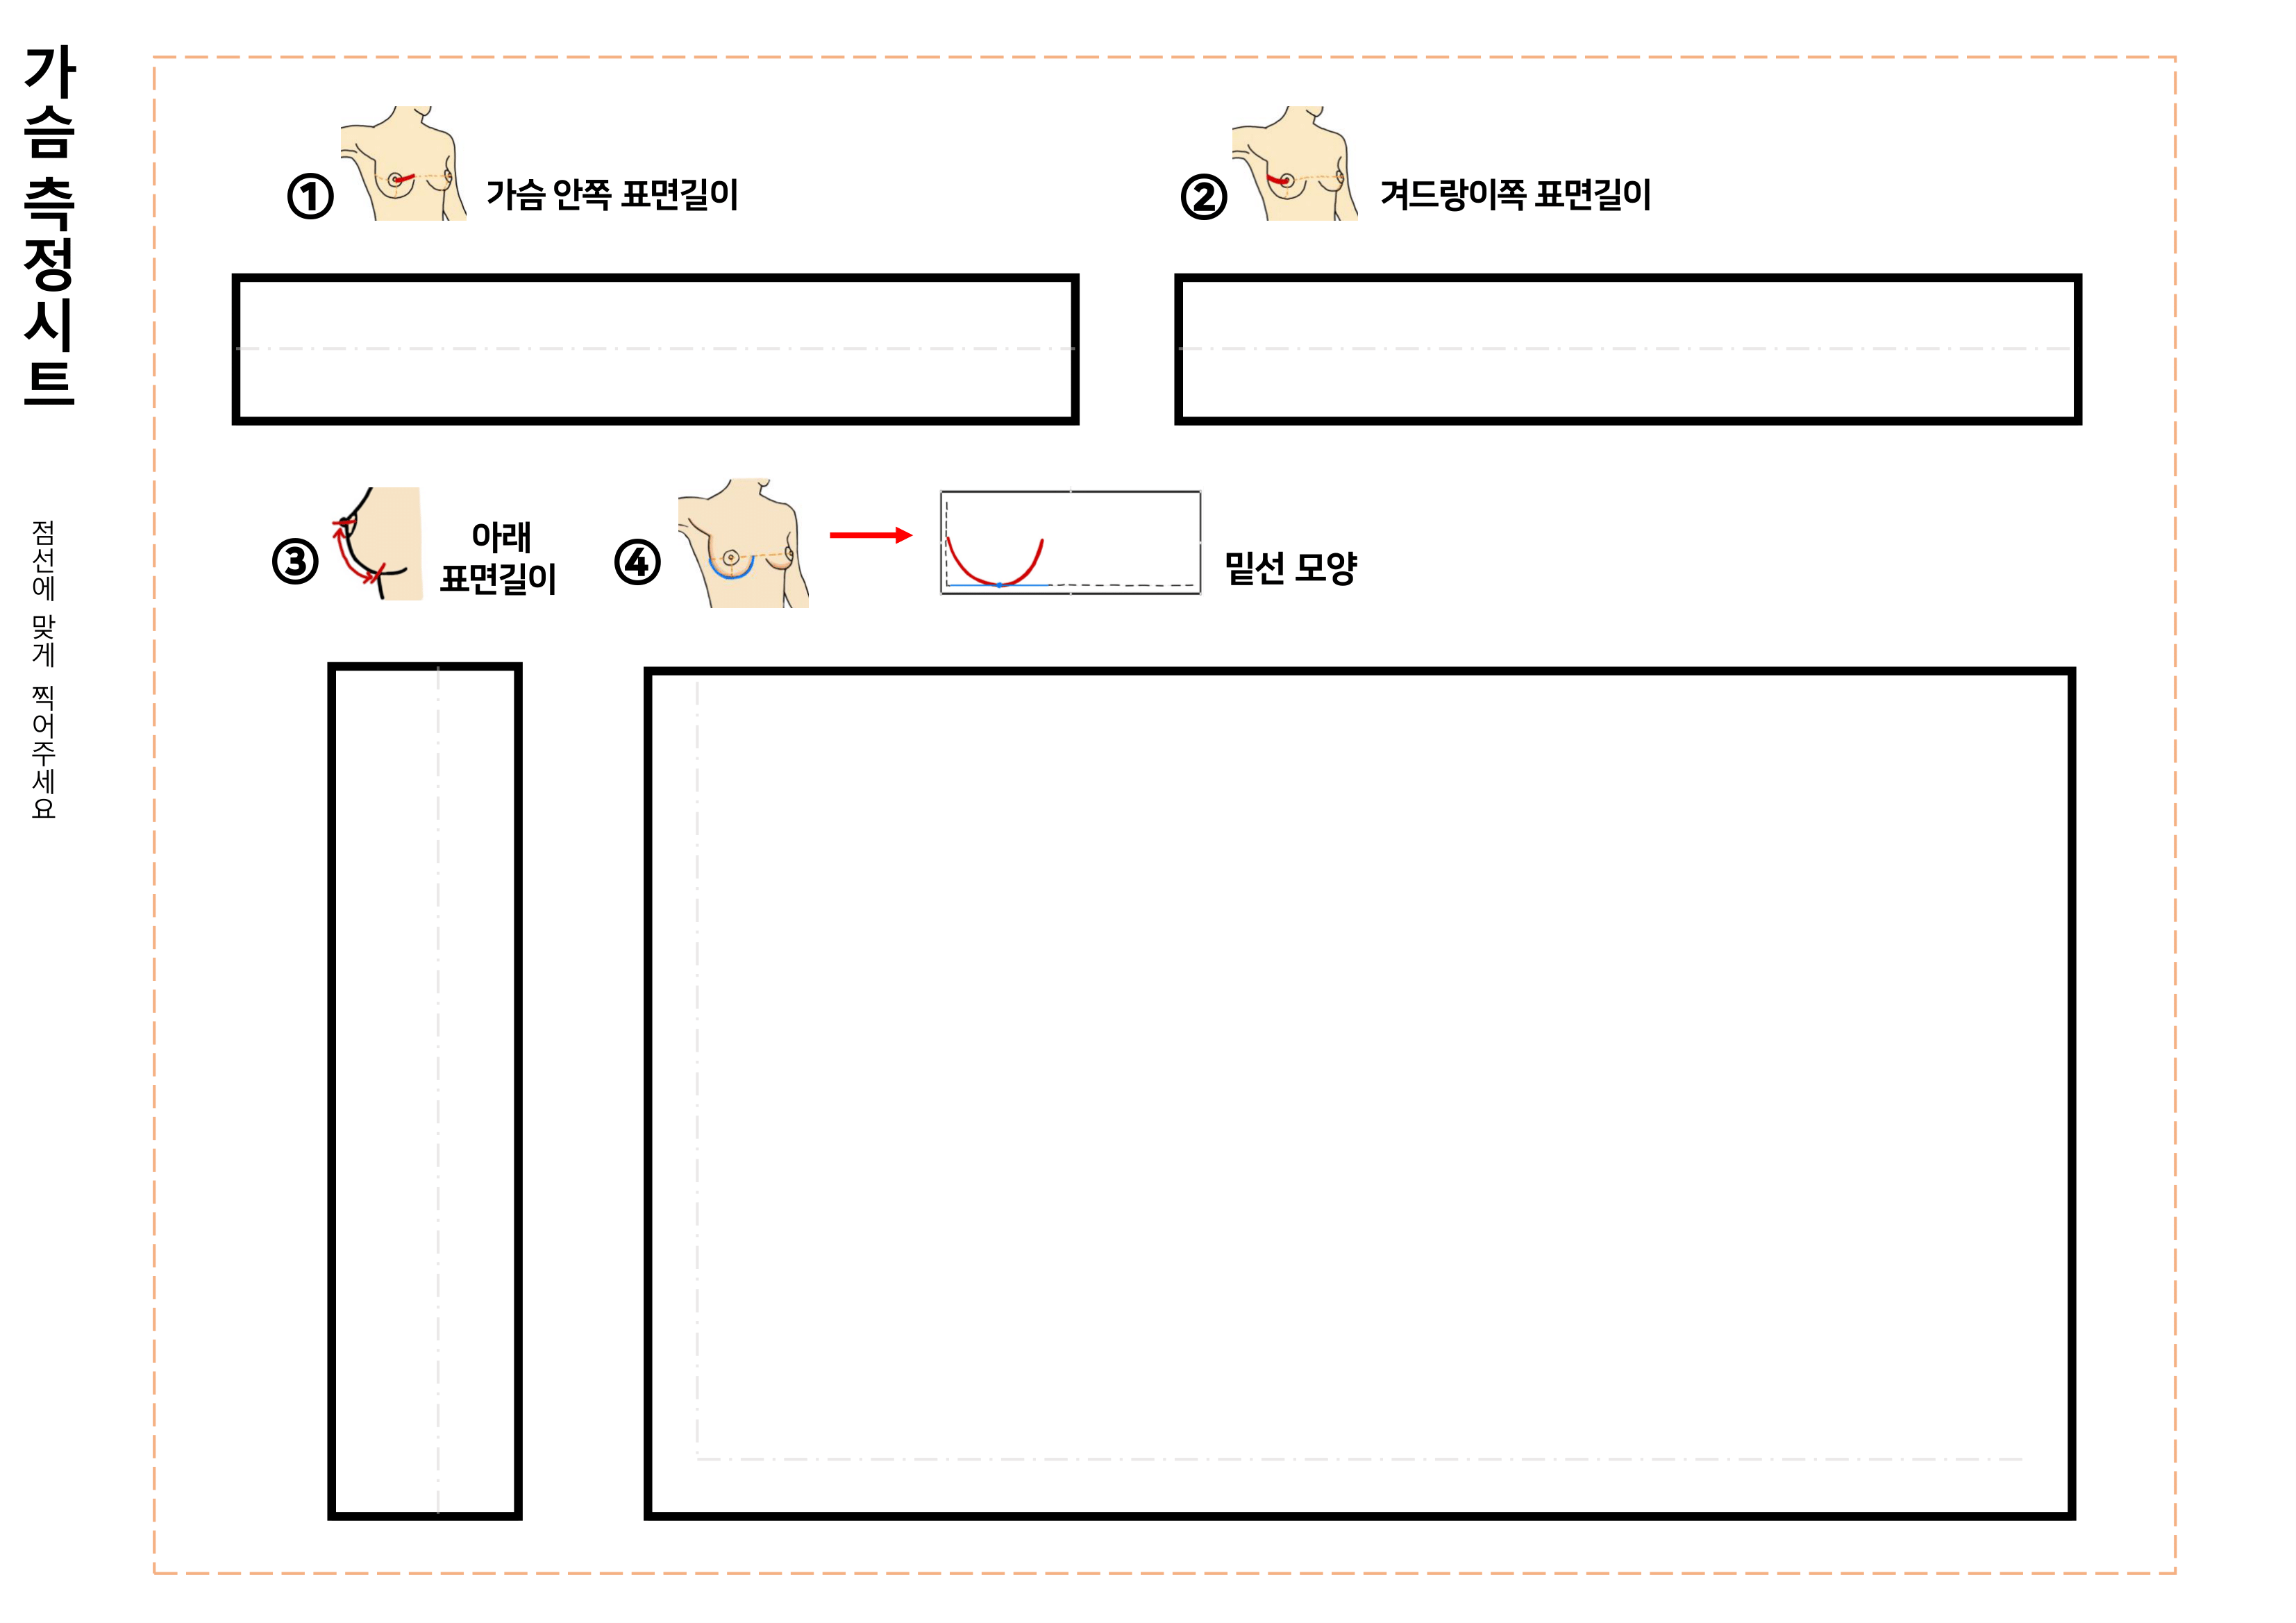 가슴 측정시트
점선에 맞게 찍어주세요
① 가슴 안쪽 표면길이
② 겨드랑이쪽 표면길이
③ 아래
표면길이
④ 밑선 모양